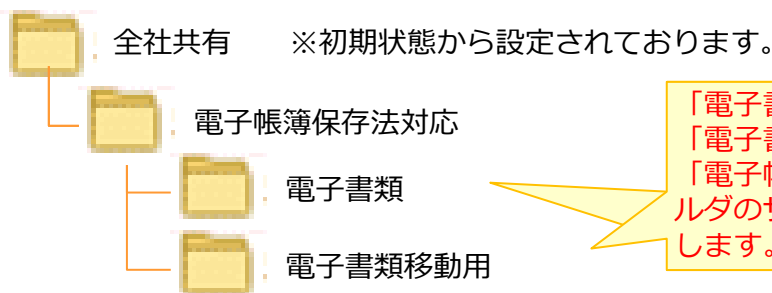 全社共有　　※初期状態から設定されております。
電子帳簿保存法対応
「電子書
「電子書
「電子帳
電子書類
ルダのサ
します。
電子書類移動用